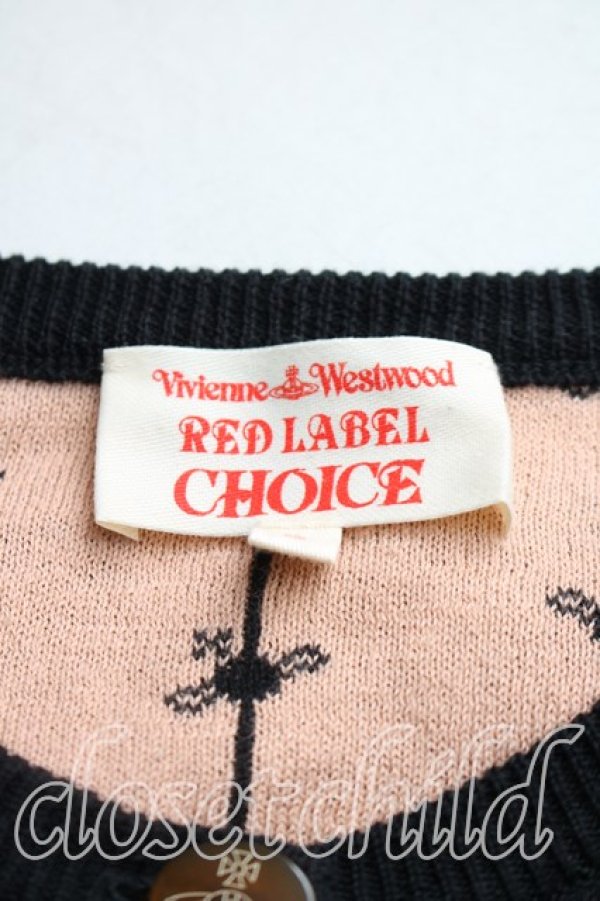 Vivienne Westwood
RED LABEL
CHOICE
closetchild